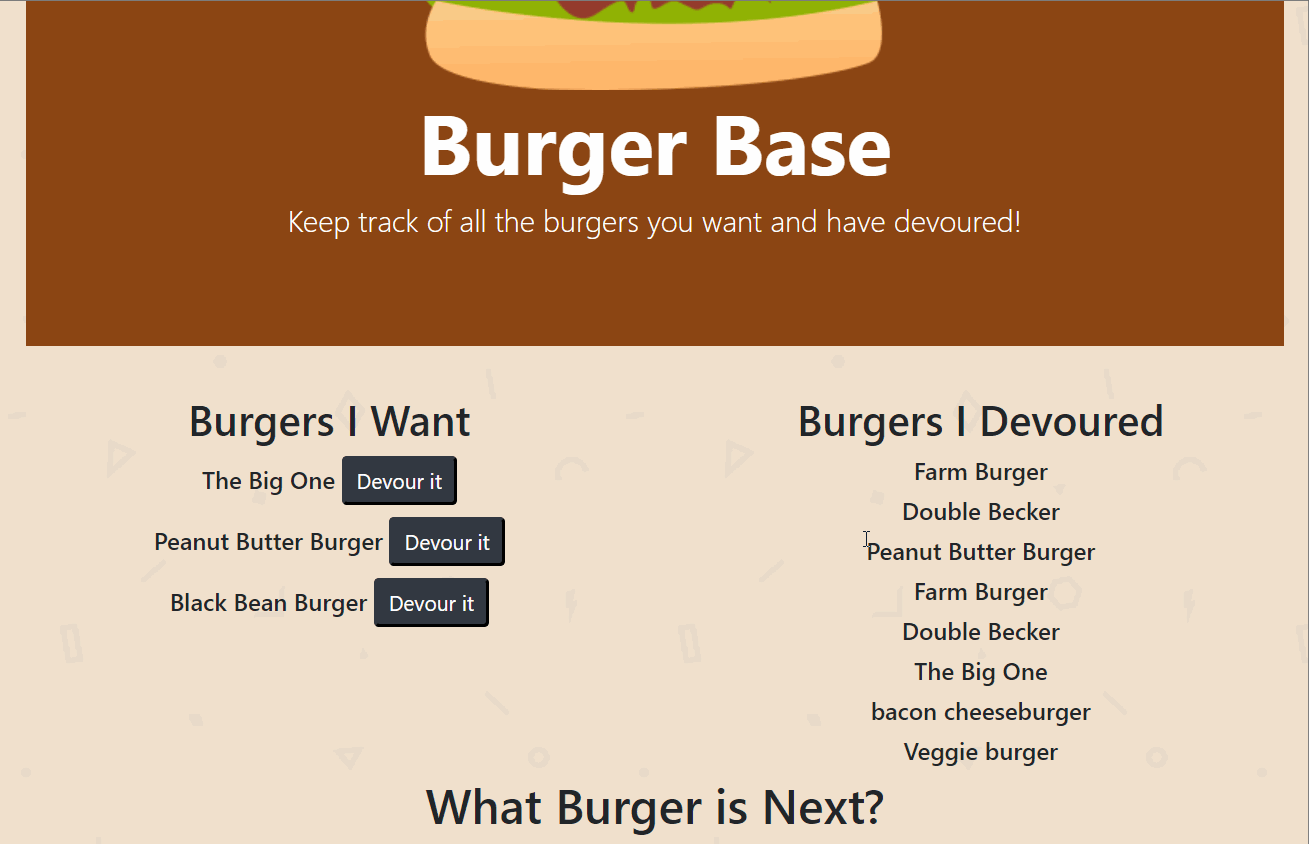 Burger Base
Keep track of all the burgers you want and have devoured!
Burgers I Want
The Big One Devour it
Peanut Butter Burger Devour it
Black Bean Burger Devour it
Burgers I Devoured
Farm Burger
Double Becker
Peanut Butter Burger
Farm Burger
Double Becker
The Big One
bacon cheeseburger
Veggie burger
What Burger is Next?